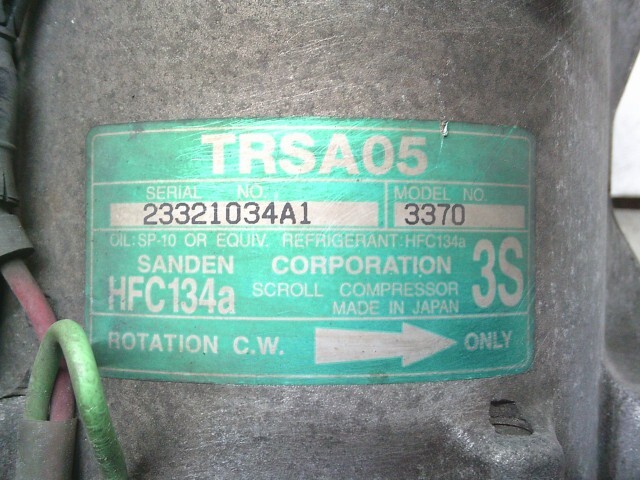 TRSA05
SERIAL NO.
MODEL NO.
23321034A1
3370
OIL:SP-10 OR EQUIV. REFRIGERANT:HFC134a
SANDEN CORPORATION
3S
HFC134a
SCROLL COMPRESSOR
MADE IN JAPAN
ROTATION C.W. ONLY